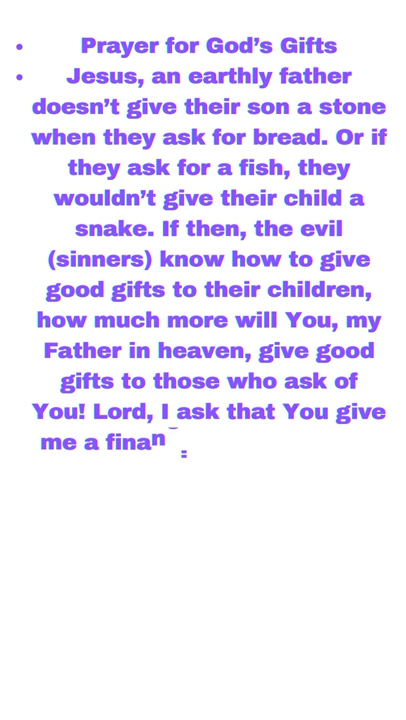 • Prayer for God’s Gifts
• Jesus, an earthly father
doesn’t give their son a stone
when they ask for bread. Or if
they ask for a fish, they
wouldn’t give their child a
snake. If then, the evil
(sinners) know how to give
good gifts to their children,
how much more will You, my
Father in heaven, give good
gifts to those who ask of
You! Lord, I ask that You give
me a finan